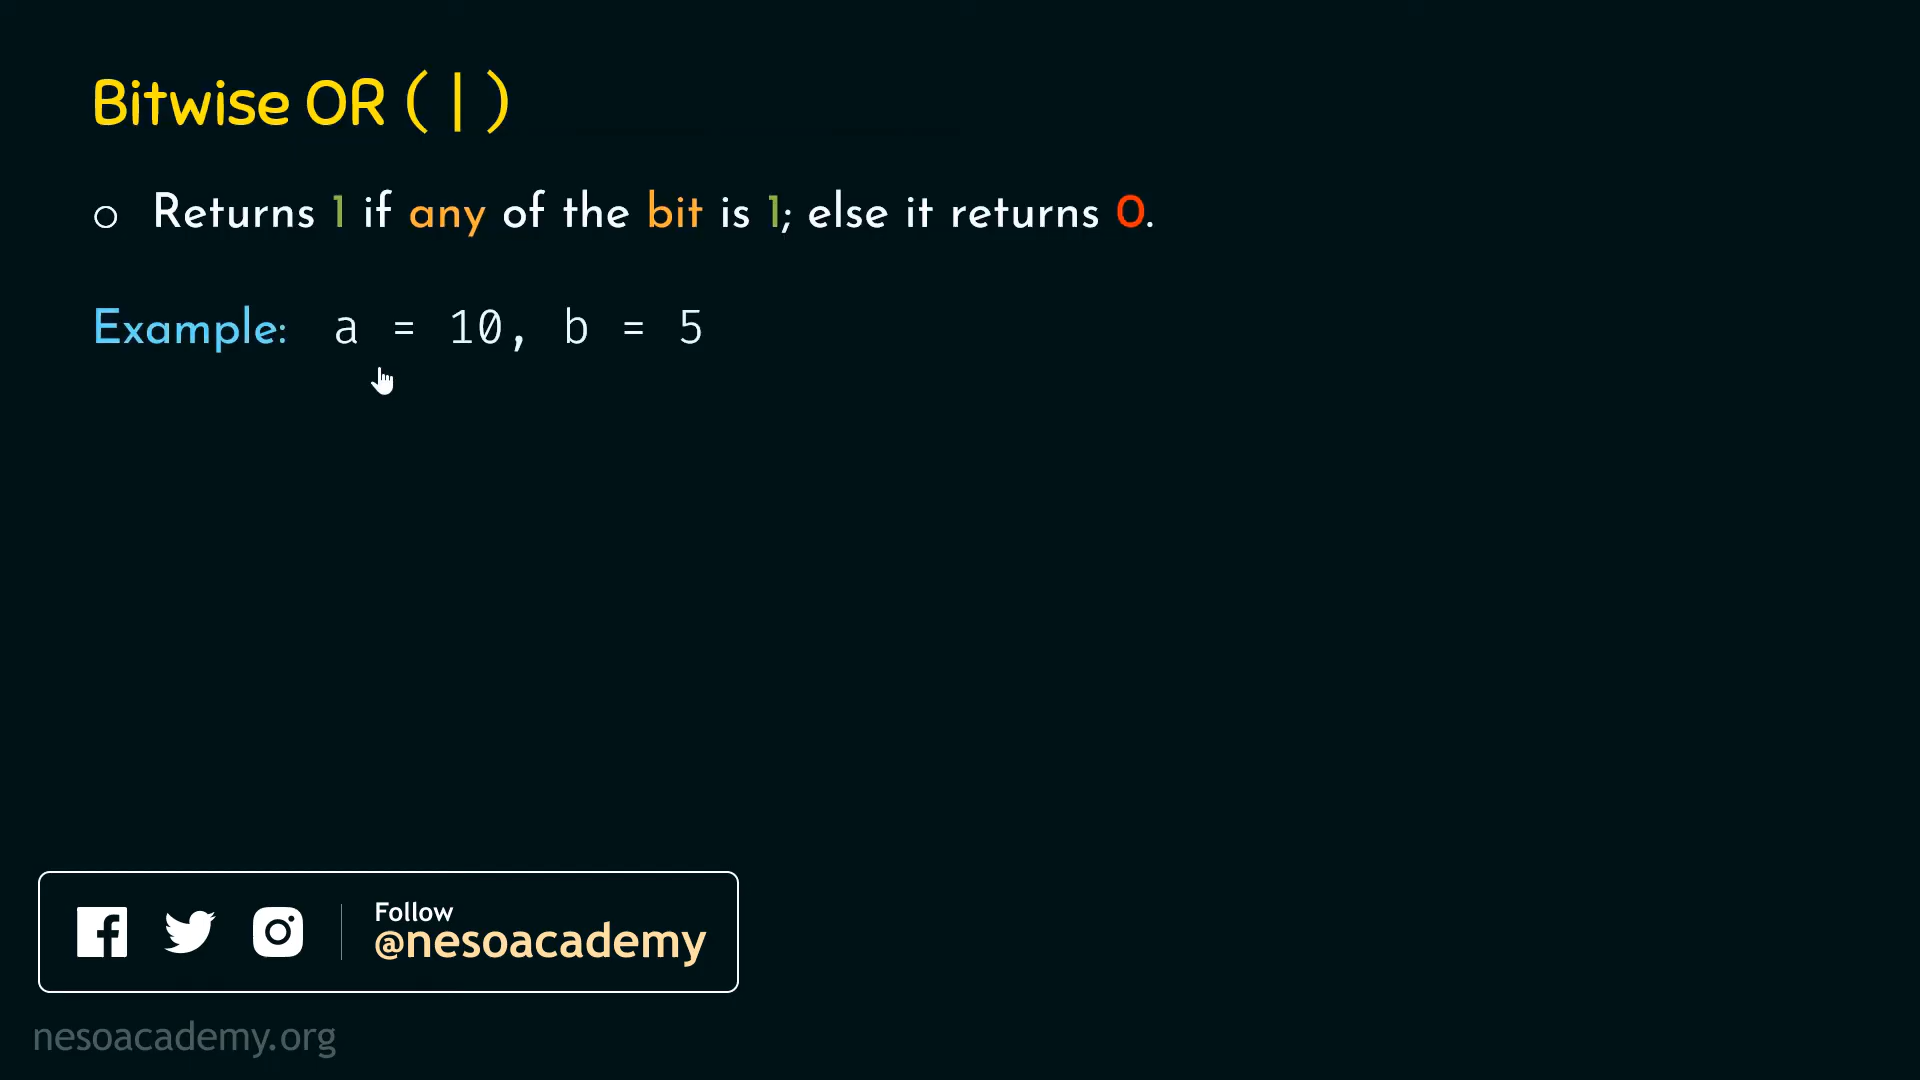 Bitwise OR ( | )
○ Returns 1 if any of the bit is 1; else it returns 0.
Example: a = 10, b = 5
Follow
@nesoacademy
nesoacademy.org